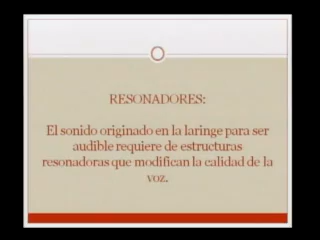 RESONADORES:
El sonido originado en la laringe para ser
audible requiere de estructuras
resonadoras que modifican la calidad de la
voz.